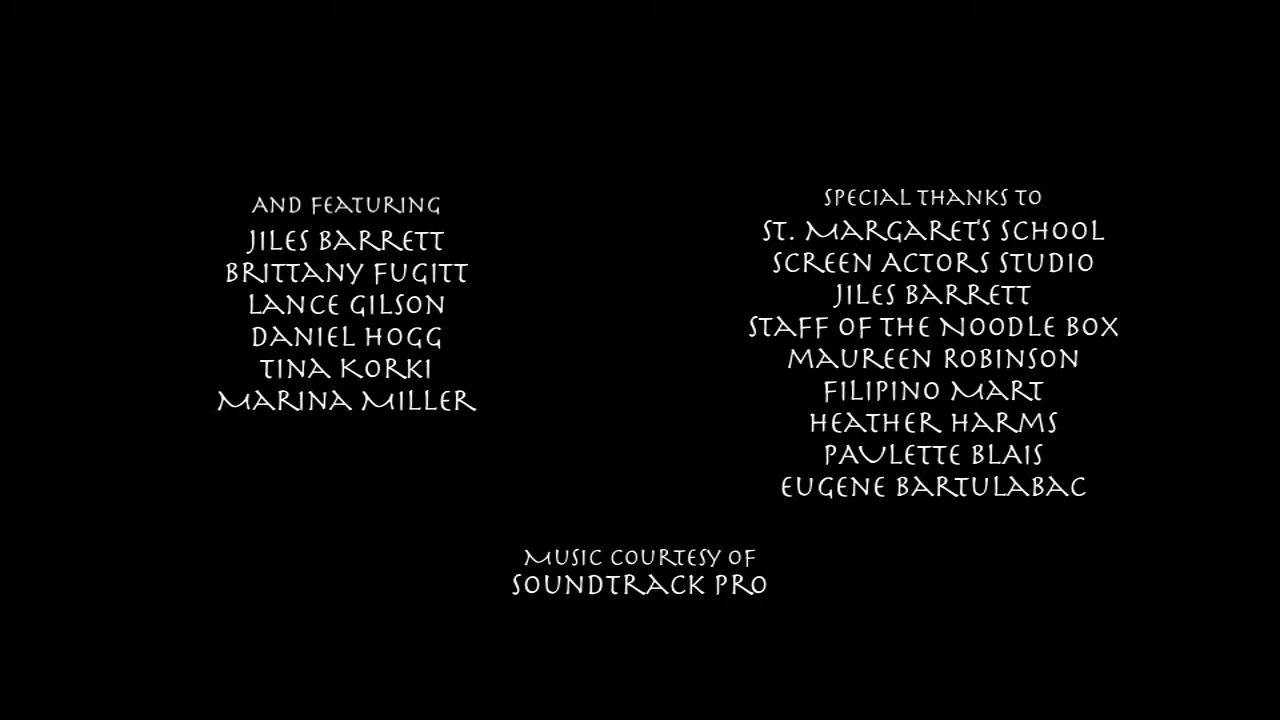 AND FEATURING
JILES BARRETT
BRITTANY FUGITT
LANCE GILSON
DANIEL HOGG
TINA KORKI
MARINA MILLER
SPECIAL THANKS TO
ST. MARGARET'S SCHOOL
SCREEN ACTORS STUDIO
JILES BARRETT
STAFF OF THE NOODLE BOX
MAUREEN ROBINSON
FILIPINO MART
HEATHER HARMS
PAULETTE BLAIS
EUGENE BARTULABAC
MUSIC COURTESY OF
SOUNDTRACK PRO